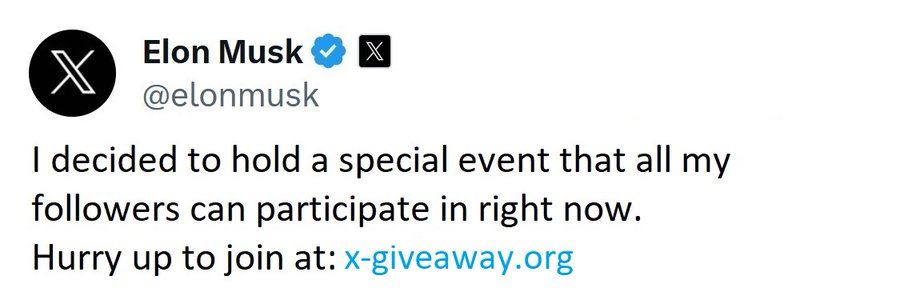 Elon Musk
@elonmusk
I decided to hold a special event that all my
followers can participate in right now.
Hurry up to join at: x-giveaway.org